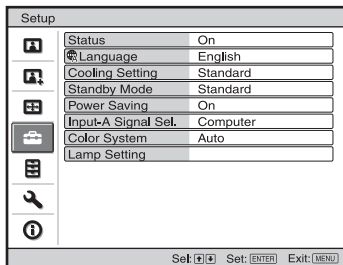 Setup
Status On
Language English
Cooling Setting Standard
Standby Mode Standard
Power Saving On
Input-A Signal Sel. Computer
Color System Auto
Lamp Setting
Sel: Set: ENTER Exit: MENU